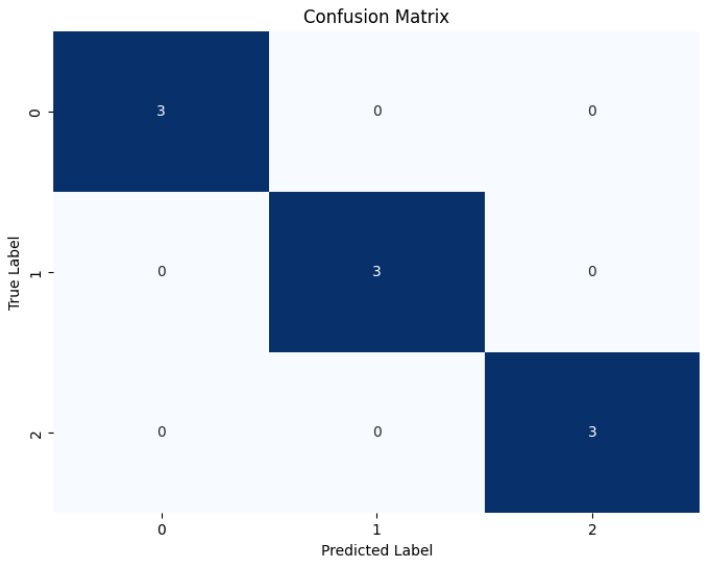 Confusion Matrix
0
3 0 0
True Label
1
0 3 0
2
0 0 3
0 1 2
Predicted Label